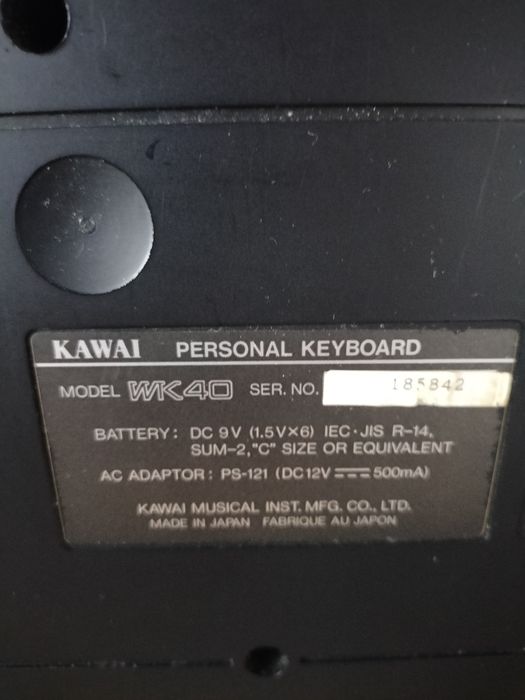 KAWAI PERSONAL KEYBOARD
MODEL WK40 SER. NO. 185842
BATTERY: DC 9V (1.5V×6) IEC·JIS R-14,
SUM-2,"C" SIZE OR EQUIVALENT
AC ADAPTOR: PS-121 (DC12V ⎓ 500mA)
KAWAI MUSICAL INST. MFG. CO., LTD.
MADE IN JAPAN FABRIQUE AU JAPON